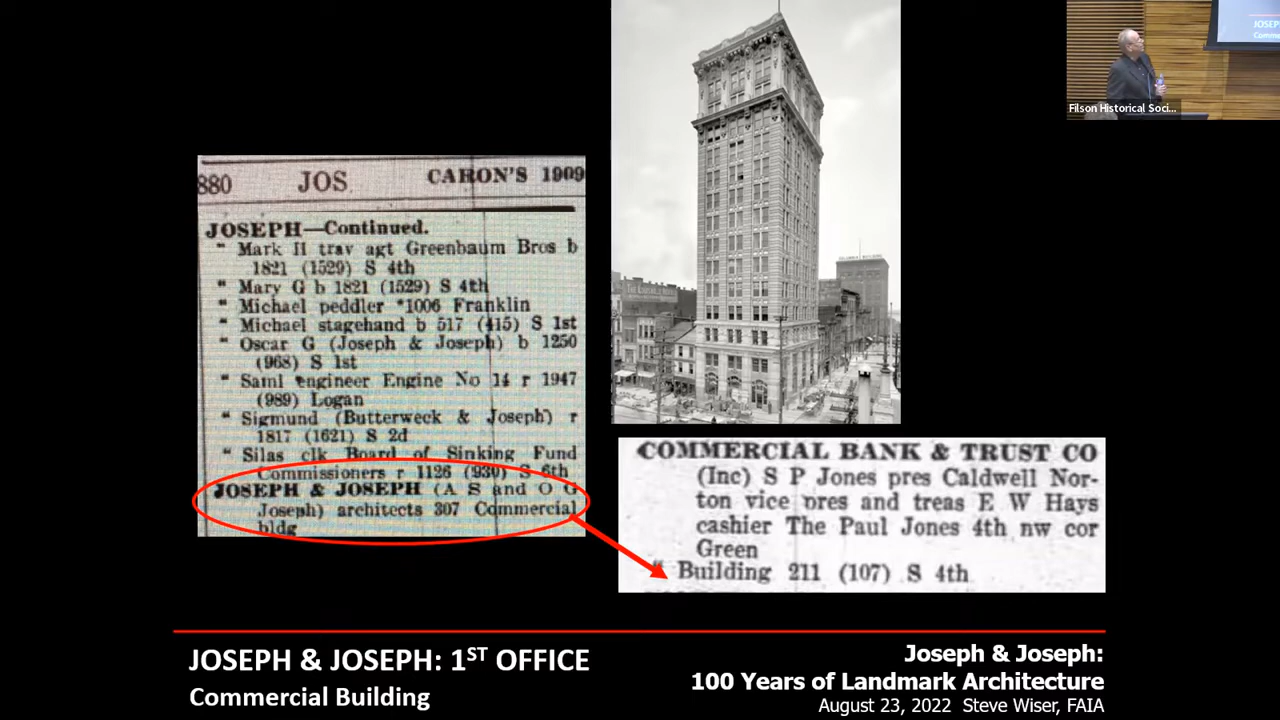 880 JOS CARON'S 1909
JOSEPH—Continued.
" Mark H trav agt Greenbaum Bros b
1821 (1529) S 4th
" Mary G b 1821 (1529) S 4th
" Michael peddler *1006 Franklin
" Michael stagehand b 517 (415) S 1st
" Oscar G (Joseph & Joseph) b 1250
(968) S 1st
" Saml engineer Engine No 14 r 1947
(989) Logan
" Sigmund (Butterweck & Joseph) r
1817 (1621) S 2d
" Silas clk Board of Sinking Fund
Commissioners r 1126 (930) S 6th
JOSEPH & JOSEPH (A S and O G
Joseph) architects 307 Commercial
bldg
COMMERCIAL BANK & TRUST CO
(Inc) S P Jones pres Caldwell Nor-
ton vice pres and treas E W Hays
cashier The Paul Jones 4th nw cor
Green
" Building 211 (107) S 4th
JOSEPH
Filson Historical Soci...
JOSEPH & JOSEPH: 1ST OFFICE
Commercial Building
Joseph & Joseph:
100 Years of Landmark Architecture
August 23, 2022 Steve Wiser, FAIA